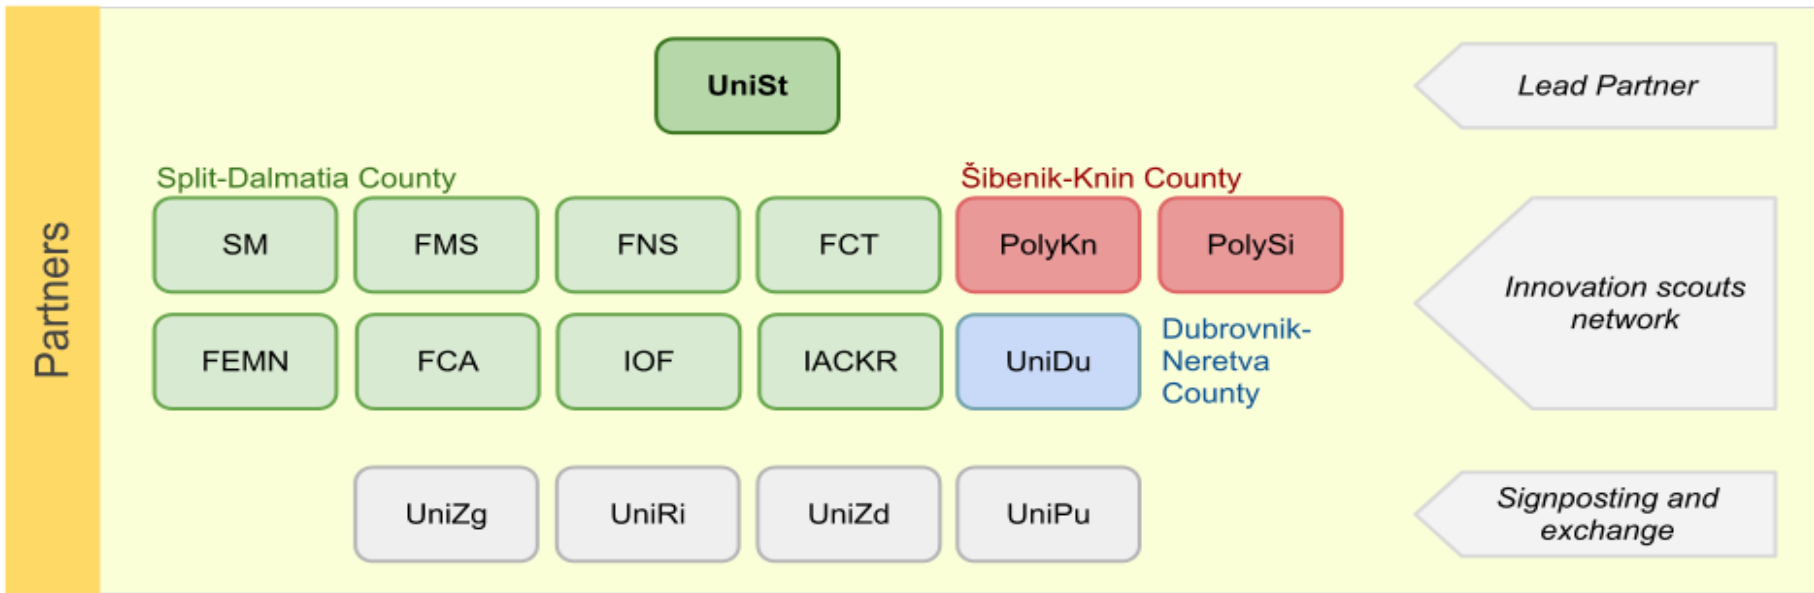 Partners
UniSt
Lead Partner
Split-Dalmatia County
Šibenik-Knin County
SM
FMS
FNS
FCT
PolyKn
PolySi
Innovation scouts
network
FEMN
FCA
IOF
IACKR
UniDu
Dubrovnik-
Neretva
County
UniZg
UniRi
UniZd
UniPu
Signposting and
exchange